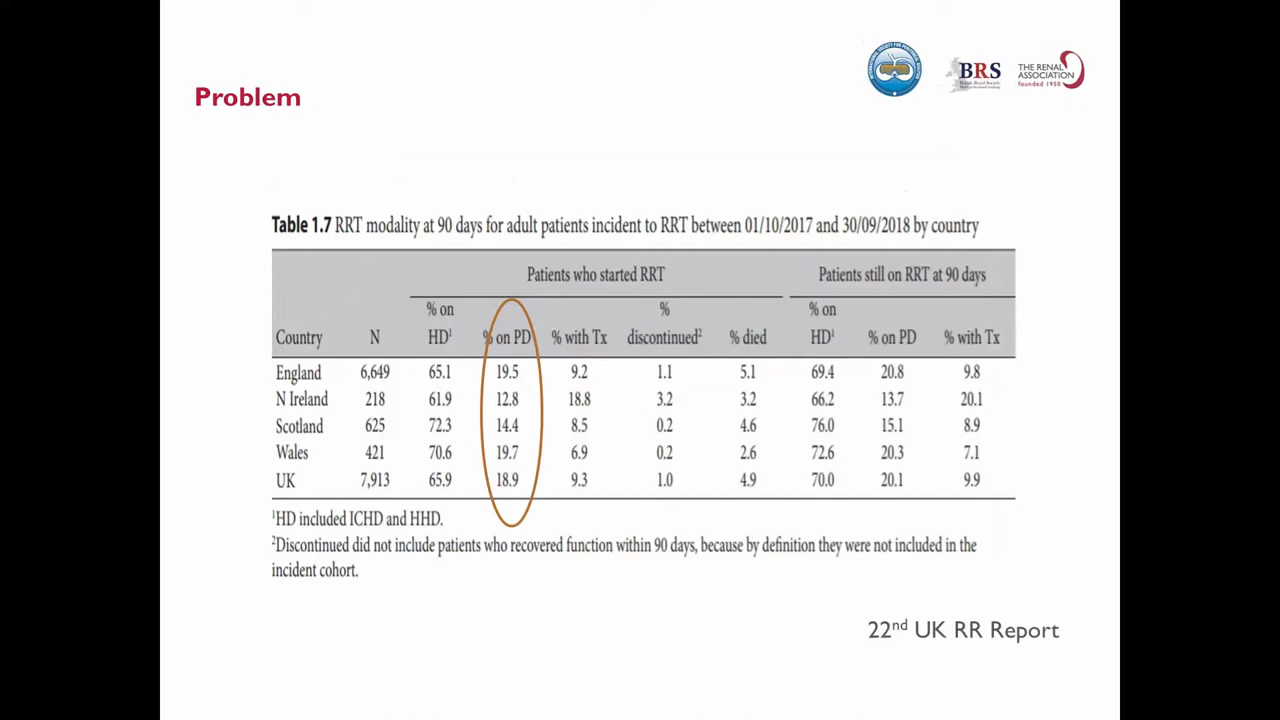 BRS
THE RENAL
ASSOCIATION
founded 1950
Problem
Table 1.7 RRT modality at 90 days for adult patients incident to RRT between 01/10/2017 and 30/09/2018 by country
Patients who started RRT Patients still on RRT at 90 days
% on % % on
Country N HD¹ % on PD % with Tx discontinued² % died HD¹ % on PD % with Tx
England 6,649 65.1 19.5 9.2 1.1 5.1 69.4 20.8 9.8
N Ireland 218 61.9 12.8 18.8 3.2 3.2 66.2 13.7 20.1
Scotland 625 72.3 14.4 8.5 0.2 4.6 76.0 15.1 8.9
Wales 421 70.6 19.7 6.9 0.2 2.6 72.6 20.3 7.1
UK 7,913 65.9 18.9 9.3 1.0 4.9 70.0 20.1 9.9
¹HD included ICHD and HHD.
²Discontinued did not include patients who recovered function within 90 days, because by definition they were not included in the
incident cohort.
22nd UK RR Report